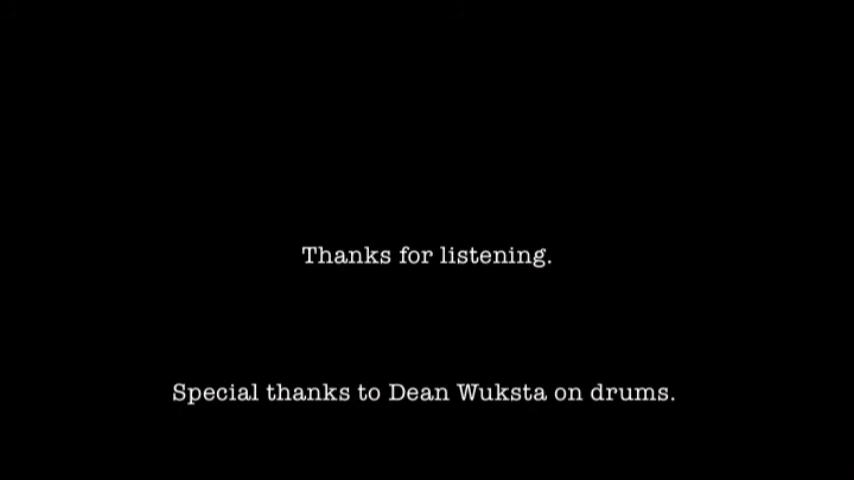 Thanks for listening.
Special thanks to Dean Wuksta on drums.